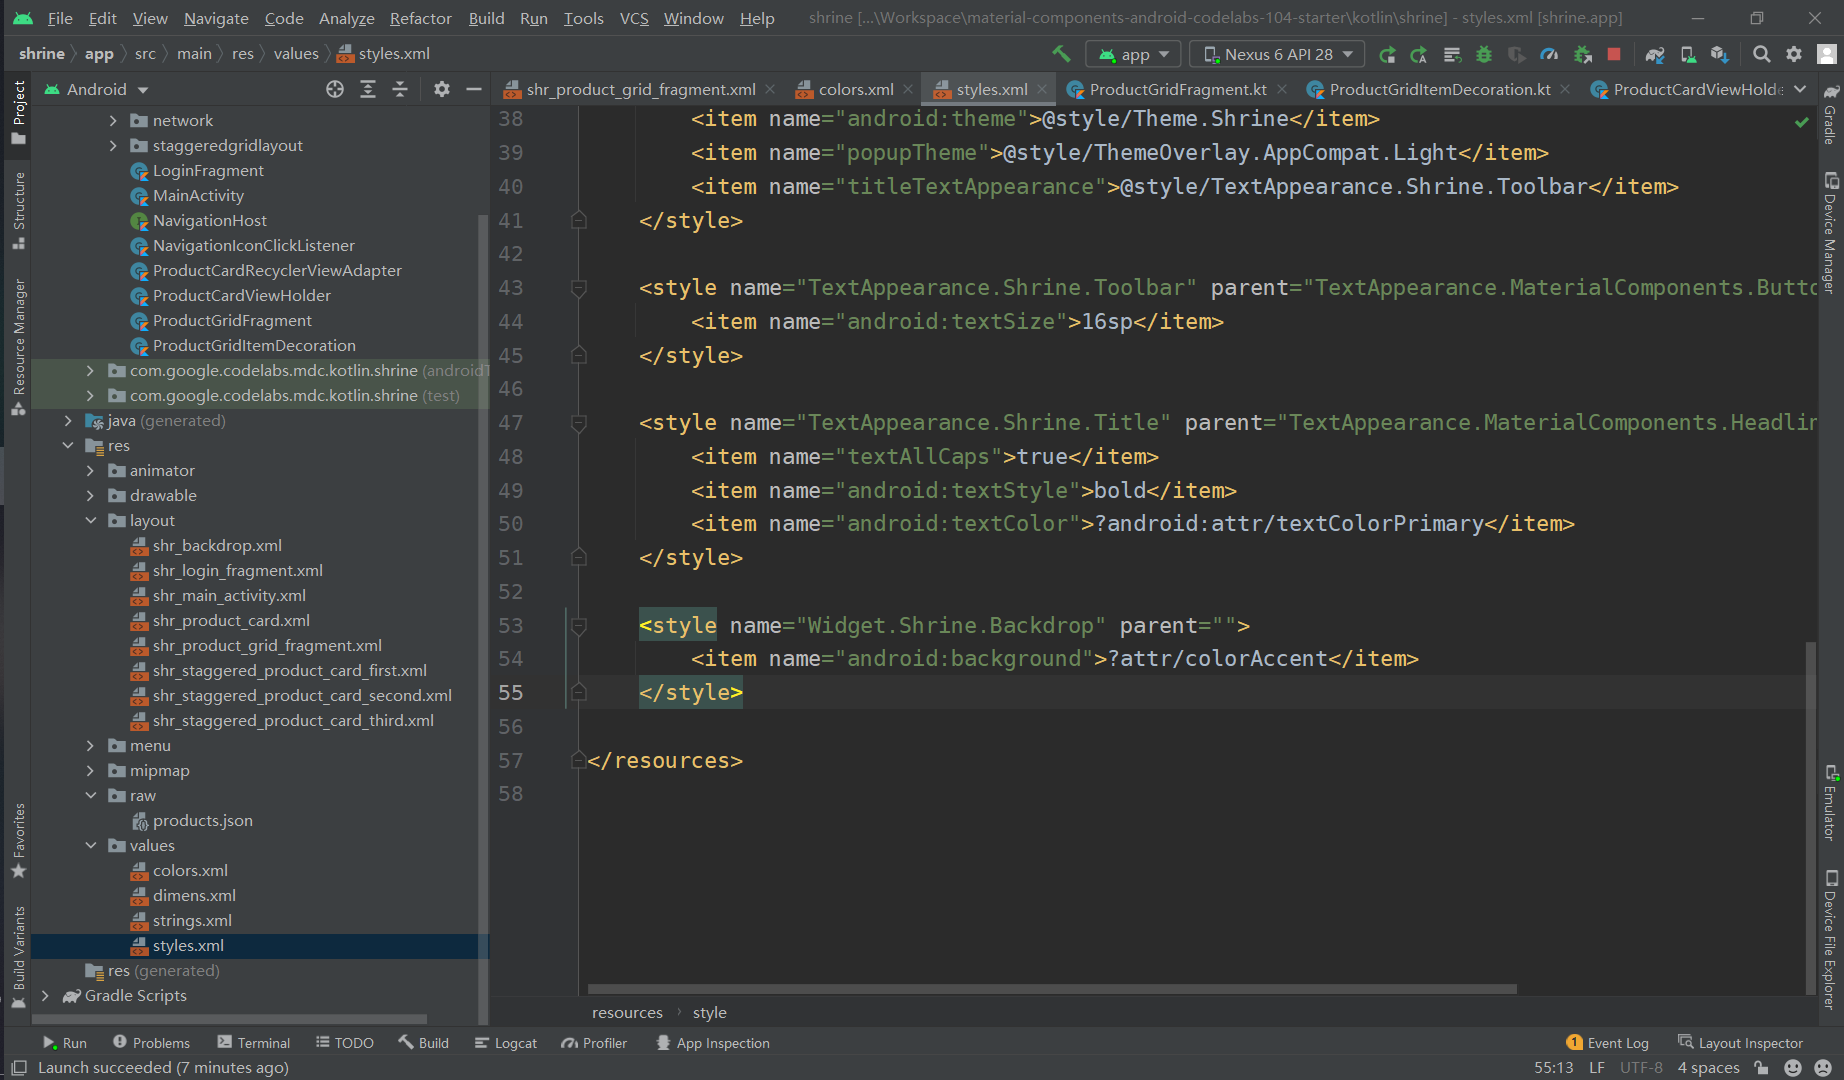 File Edit View Navigate Code Analyze Refactor Build Run Tools VCS Window Help shrine [...\Workspace\material-components-android-codelabs-104-starter\kotlin\shrine] - styles.xml [shrine.app]
shrine app src main res values styles.xml app Nexus 6 API 28
Android
shr_product_grid_fragment.xml colors.xml styles.xml ProductGridFragment.kt ProductGridItemDecoration.kt ProductCardViewHolde
Project
Structure
Resource Manager
Favorites
Build Variants
network
staggeredgridlayout
LoginFragment
MainActivity
NavigationHost
NavigationIconClickListener
ProductCardRecyclerViewAdapter
ProductCardViewHolder
ProductGridFragment
ProductGridItemDecoration
com.google.codelabs.mdc.kotlin.shrine (androidT
com.google.codelabs.mdc.kotlin.shrine (test)
java (generated)
res
animator
drawable
layout
shr_backdrop.xml
shr_login_fragment.xml
shr_main_activity.xml
shr_product_card.xml
shr_product_grid_fragment.xml
shr_staggered_product_card_first.xml
shr_staggered_product_card_second.xml
shr_staggered_product_card_third.xml
menu
mipmap
raw
products.json
values
colors.xml
dimens.xml
strings.xml
styles.xml
res (generated)
Gradle Scripts
38 <item name="android:theme">@style/Theme.Shrine</item>
39 <item name="popupTheme">@style/ThemeOverlay.AppCompat.Light</item>
40 <item name="titleTextAppearance">@style/TextAppearance.Shrine.Toolbar</item>
41 </style>
42
43 <style name="TextAppearance.Shrine.Toolbar" parent="TextAppearance.MaterialComponents.Butto
44 <item name="android:textSize">16sp</item>
45 </style>
46
47 <style name="TextAppearance.Shrine.Title" parent="TextAppearance.MaterialComponents.Headlin
48 <item name="textAllCaps">true</item>
49 <item name="android:textStyle">bold</item>
50 <item name="android:textColor">?android:attr/textColorPrimary</item>
51 </style>
52
53 <style name="Widget.Shrine.Backdrop" parent="">
54 <item name="android:background">?attr/colorAccent</item>
55 </style>
56
57 </resources>
58
resources style
Gradle
Device Manager
Emulator
Device File Explorer
Run Problems Terminal TODO Build Logcat Profiler App Inspection 1 Event Log Layout Inspector
Launch succeeded (7 minutes ago) 55:13 LF UTF-8 4 spaces